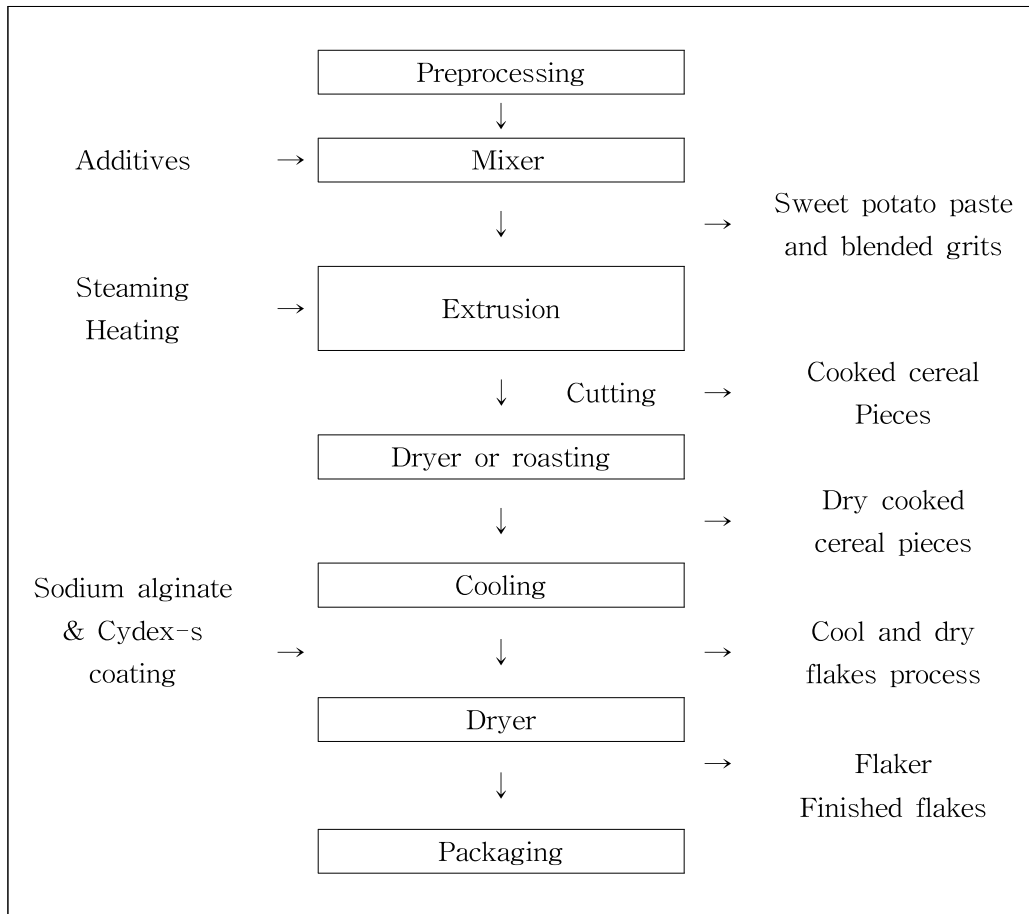 Preprocessing
↓
Additives → Mixer
↓ → Sweet potato paste
and blended grits
Steaming
Heating → Extrusion
↓ Cutting → Cooked cereal
Pieces
Dryer or roasting
↓ → Dry cooked
cereal pieces
Cooling
Sodium alginate
& Cydex-s
coating → ↓ → Cool and dry
flakes process
Dryer
↓ → Flaker
Finished flakes
Packaging